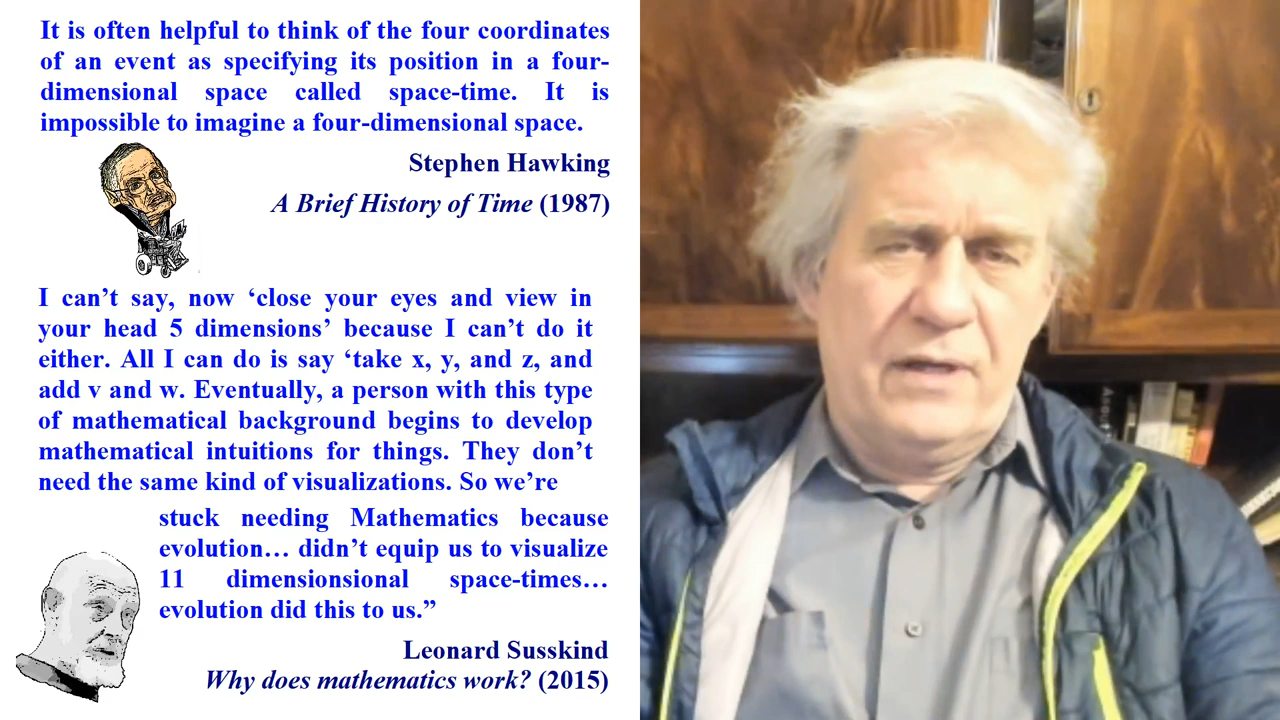 It is often helpful to think of the four coordinates
of an event as specifying its position in a four-
dimensional space called space-time. It is
impossible to imagine a four-dimensional space.
Stephen Hawking
A Brief History of Time (1987)
I can’t say, now ‘close your eyes and view in
your head 5 dimensions’ because I can’t do it
either. All I can do is say ‘take x, y, and z, and
add v and w. Eventually, a person with this type
of mathematical background begins to develop
mathematical intuitions for things. They don’t
need the same kind of visualizations. So we’re
stuck needing Mathematics because
evolution… didn’t equip us to visualize
11 dimensionsional space-times…
evolution did this to us.”
Leonard Susskind
Why does mathematics work? (2015)